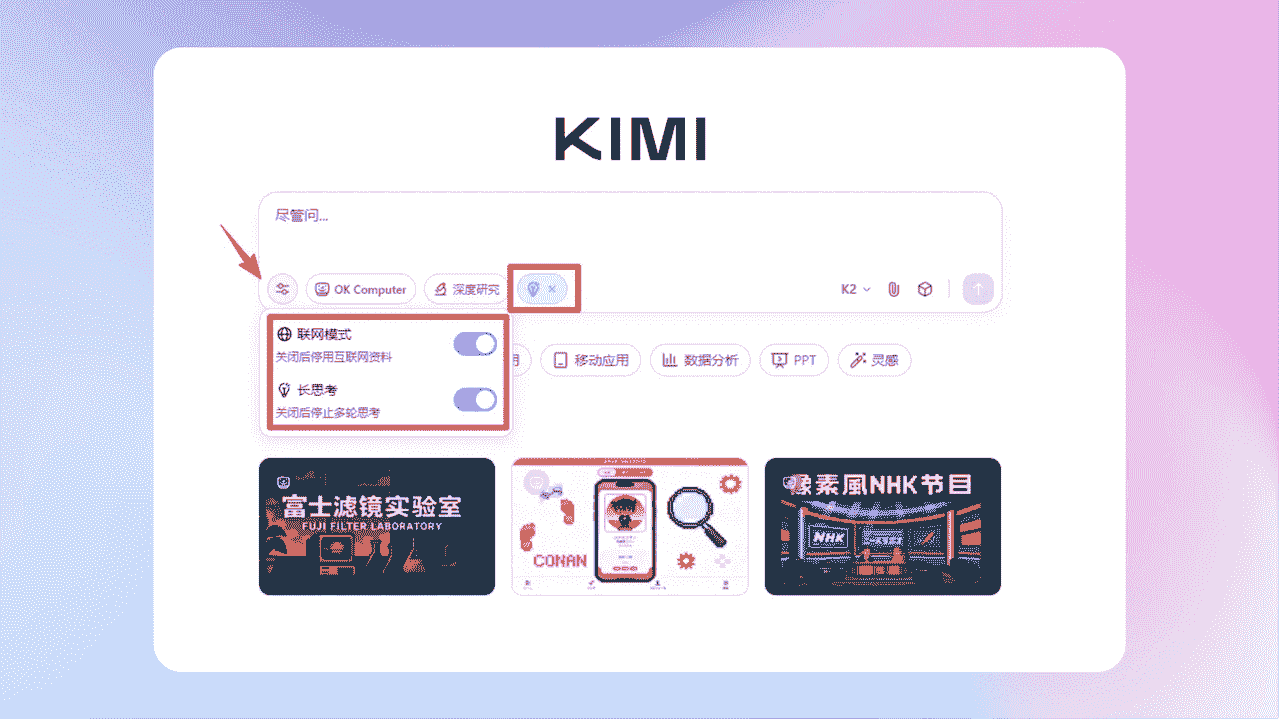 KIMI
尽管问...
OK Computer
深度研究
K2
联网模式
关闭后停用互联网资料
长思考
关闭后停止多轮思考
用
移动应用
数据分析
PPT
灵感
富士滤镜实验室
FUJI FILTER LABORATORY
CONAN
像素風NHK节目
NHK